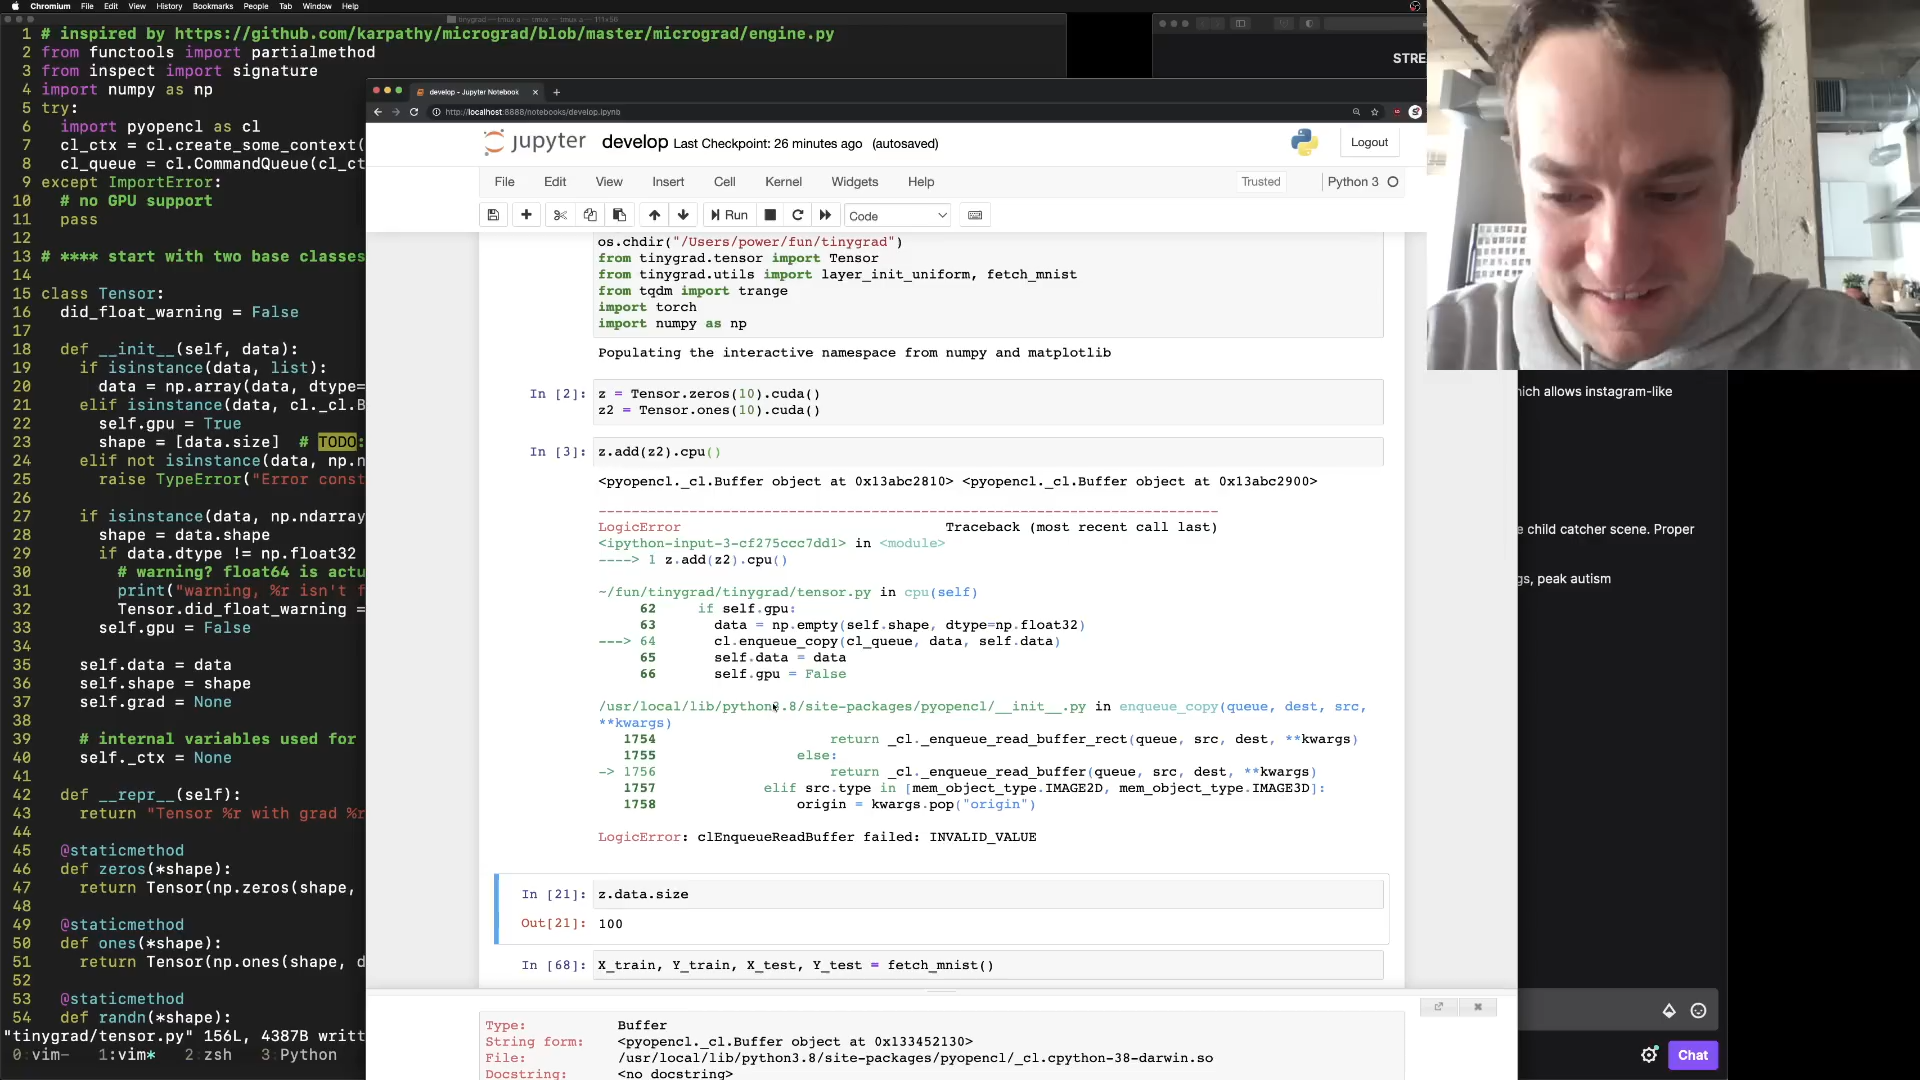 Chromium File Edit View History Bookmarks People Tab Window Help
tinygrad — tmux a — tmux — tmux a — 111×58
1 # inspired by https://github.com/karpathy/micrograd/blob/master/micrograd/engine.py
2 from functools import partialmethod
3 from inspect import signature
4 import numpy as np
5 try:
6 import pyopencl as cl
7 cl_ctx = cl.create_some_context(
8 cl_queue = cl.CommandQueue(cl_ct
9 except ImportError:
10 # no GPU support
11 pass
12
13 # **** start with two base classes
14
15 class Tensor:
16 did_float_warning = False
17
18 def __init__(self, data):
19 if isinstance(data, list):
20 data = np.array(data, dtype=
21 elif isinstance(data, cl._cl.B
22 self.gpu = True
23 shape = [data.size] # TODO:
24 elif not isinstance(data, np.n
25 raise TypeError("Error const
26
27 if isinstance(data, np.ndarray
28 shape = data.shape
29 if data.dtype != np.float32
30 # warning? float64 is actu
31 print("warning, %r isn't f
32 Tensor.did_float_warning =
33 self.gpu = False
34
35 self.data = data
36 self.shape = shape
37 self.grad = None
38
39 # internal variables used for
40 self._ctx = None
41
42 def __repr__(self):
43 return "Tensor %r with grad %r
44
45 @staticmethod
46 def zeros(*shape):
47 return Tensor(np.zeros(shape,
48
49 @staticmethod
50 def ones(*shape):
51 return Tensor(np.ones(shape, d
52
53 @staticmethod
54 def randn(*shape):
"tinygrad/tensor.py" 156L, 4387B writt
0 vim- 1:vim* 2 zsh 3 Python
STRE
develop - Jupyter Notebook
http://localhost:8888/notebooks/develop.ipynb
jupyter develop Last Checkpoint: 26 minutes ago (autosaved)
Logout
File Edit View Insert Cell Kernel Widgets Help
Trusted
Python 3
Run
Code
os.chdir("/Users/power/fun/tinygrad")
from tinygrad.tensor import Tensor
from tinygrad.utils import layer_init_uniform, fetch_mnist
from tqdm import trange
import torch
import numpy as np
Populating the interactive namespace from numpy and matplotlib
In [2]: z = Tensor.zeros(10).cuda()
z2 = Tensor.ones(10).cuda()
In [3]: z.add(z2).cpu()
<pyopencl._cl.Buffer object at 0x13abc2810> <pyopencl._cl.Buffer object at 0x13abc2900>
---------------------------------------------------------------------------
LogicError Traceback (most recent call last)
<ipython-input-3-cf275ccc7dd1> in <module>
----> 1 z.add(z2).cpu()
~/fun/tinygrad/tinygrad/tensor.py in cpu(self)
62 if self.gpu:
63 data = np.empty(self.shape, dtype=np.float32)
---> 64 cl.enqueue_copy(cl_queue, data, self.data)
65 self.data = data
66 self.gpu = False
/usr/local/lib/python3.8/site-packages/pyopencl/__init__.py in enqueue_copy(queue, dest, src,
**kwargs)
1754 return _cl._enqueue_read_buffer_rect(queue, src, dest, **kwargs)
1755 else:
-> 1756 return _cl._enqueue_read_buffer(queue, src, dest, **kwargs)
1757 elif src.type in [mem_object_type.IMAGE2D, mem_object_type.IMAGE3D]:
1758 origin = kwargs.pop("origin")
LogicError: clEnqueueReadBuffer failed: INVALID_VALUE
In [21]: z.data.size
Out[21]: 100
In [68]: X_train, Y_train, X_test, Y_test = fetch_mnist()
Type: Buffer
String form: <pyopencl._cl.Buffer object at 0x133452130>
File: /usr/local/lib/python3.8/site-packages/pyopencl/_cl.cpython-38-darwin.so
Docstring: <no docstring>
hich allows instagram-like
e child catcher scene. Proper
gs, peak autism
Chat